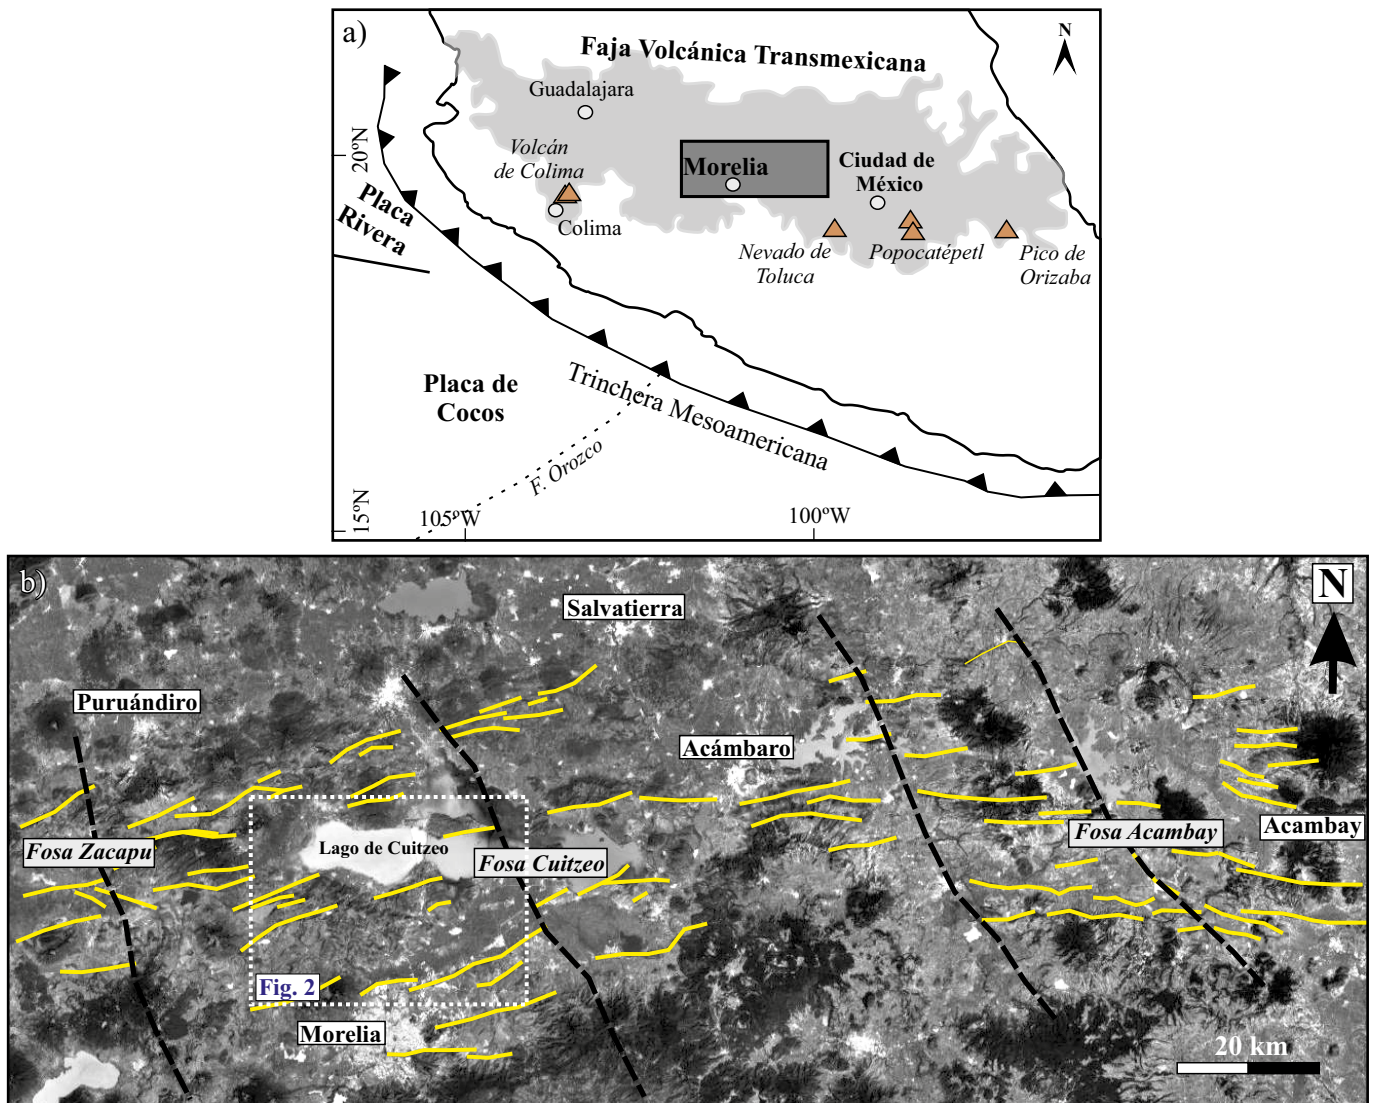 a)
Faja Volcánica Transmexicana
N
Guadalajara
20ºN
Volcán
de Colima
Morelia
Ciudad de
México
Placa
Rivera
Colima
Nevado de
Toluca
Popocatépetl
Pico de
Orizaba
Placa de
Cocos
Trinchera Mesoamericana
F. Orozco
15ºN
105ºW
100ºW
b)
N
Salvatierra
Puruándiro
Acámbaro
Fosa Zacapu
Lago de Cuitzeo
Fosa Cuitzeo
Fosa Acambay
Acambay
Fig. 2
Morelia
20 km